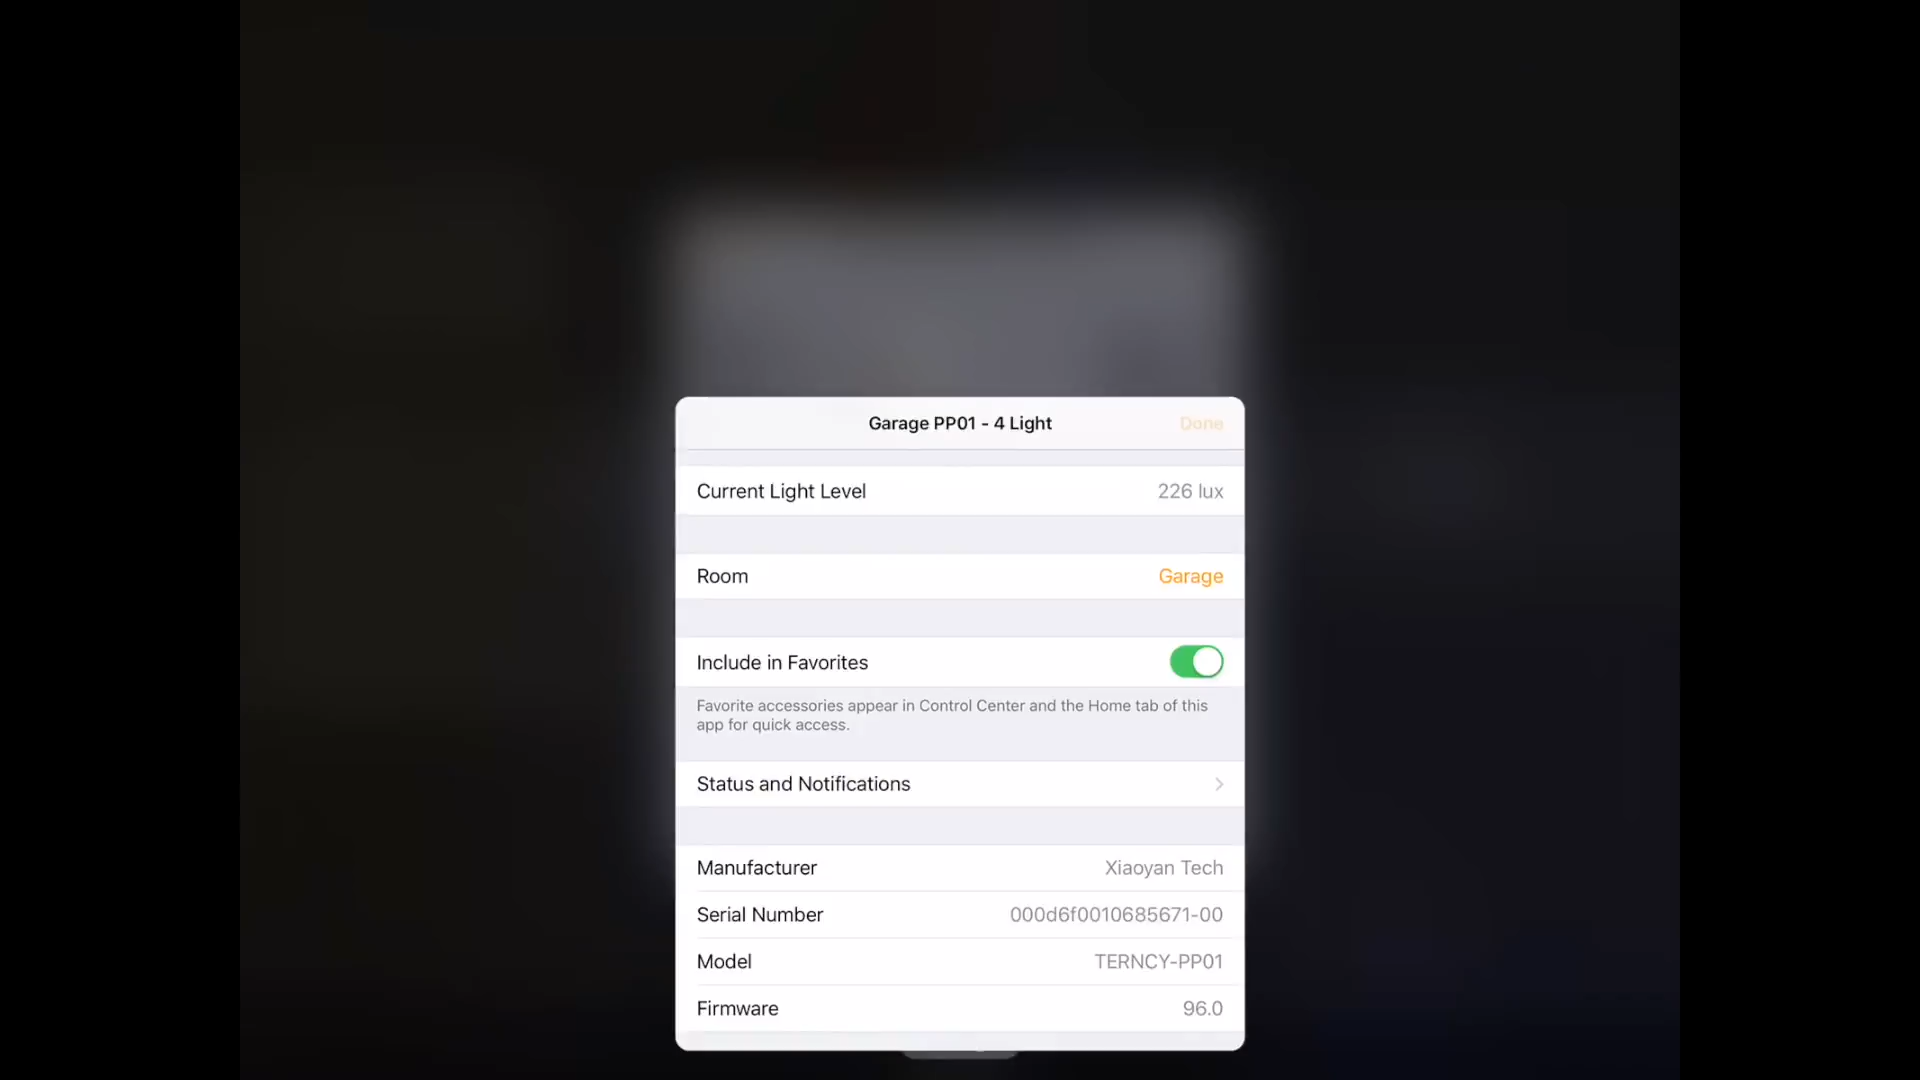 Garage PP01 - 4 Light
Done
Current Light Level
226 lux
Room
Garage
Include in Favorites
Favorite accessories appear in Control Center and the Home tab of this
app for quick access.
Status and Notifications
Manufacturer
Xiaoyan Tech
Serial Number
000d6f0010685671-00
Model
TERNCY-PP01
Firmware
96.0